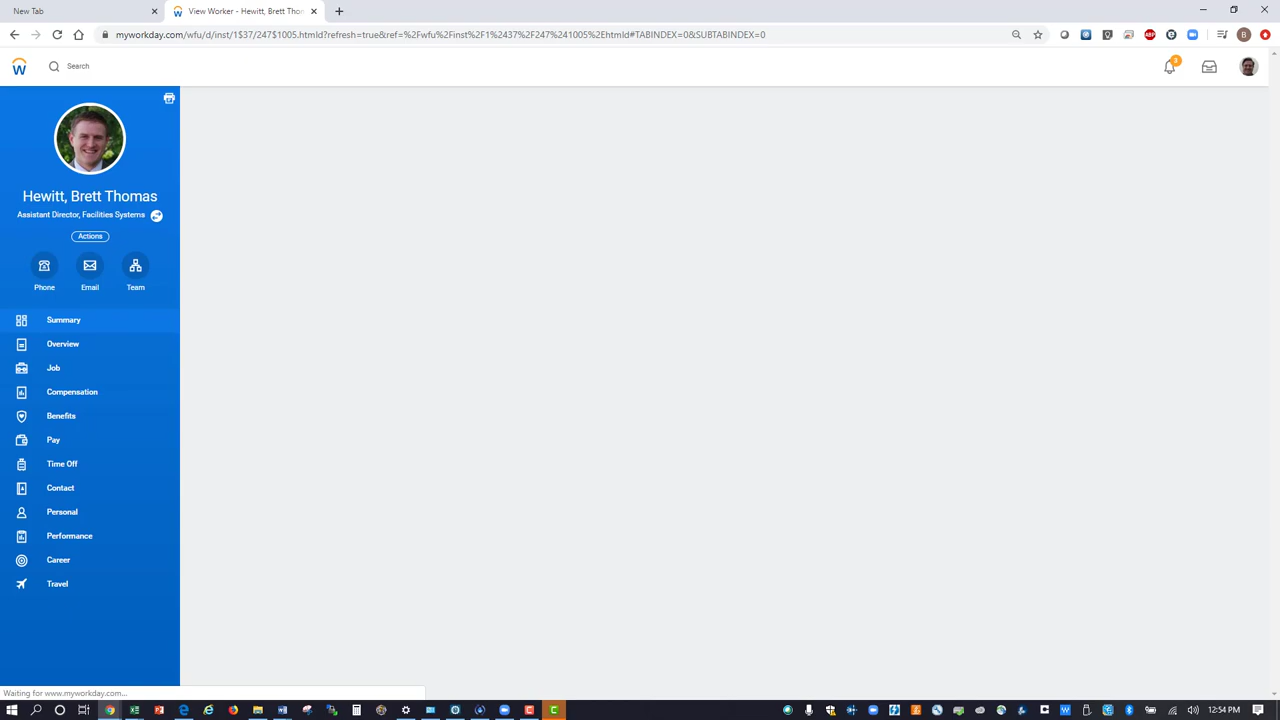 New Tab
View Worker - Hewitt, Brett Thom
myworkday.com/wfu/d/inst/1$37/247$1005.htmld?refresh=true&ref=%2Fwfu%2Finst%2F1%2437%2F247%241005%2Ehtmld#TABINDEX=0&SUBTABINDEX=0
ABP
B
W
Search
3
Hewitt, Brett Thomas
Assistant Director, Facilities Systems
Actions
Phone
Email
Team
Summary
Overview
Job
Compensation
Benefits
Pay
Time Off
Contact
Personal
Performance
Career
Travel
Waiting for www.myworkday.com...
12:54 PM